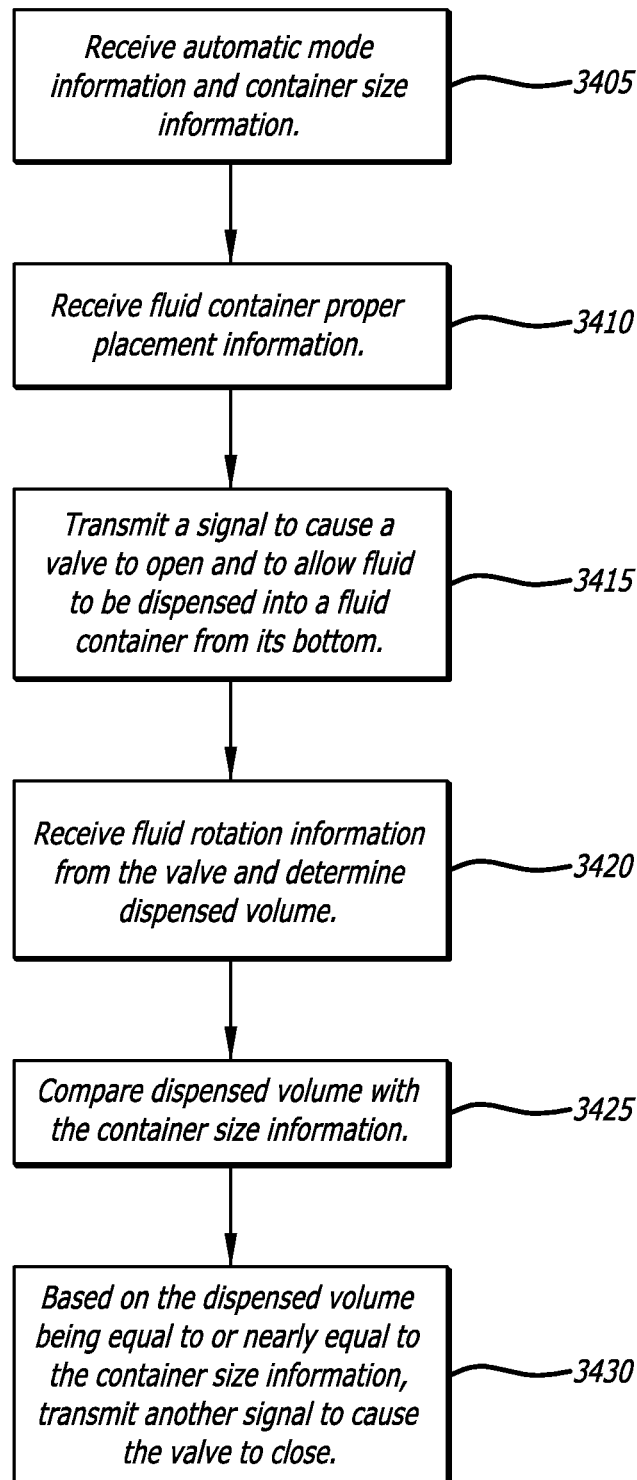 Receive automatic mode
information and container size
information.
3405
Receive fluid container proper
placement information.
3410
Transmit a signal to cause a
valve to open and to allow fluid
to be dispensed into a fluid
container from its bottom.
3415
Receive fluid rotation information
from the valve and determine
dispensed volume.
3420
Compare dispensed volume with
the container size information.
3425
Based on the dispensed volume
being equal to or nearly equal to
the container size information,
transmit another signal to cause
the valve to close.
3430